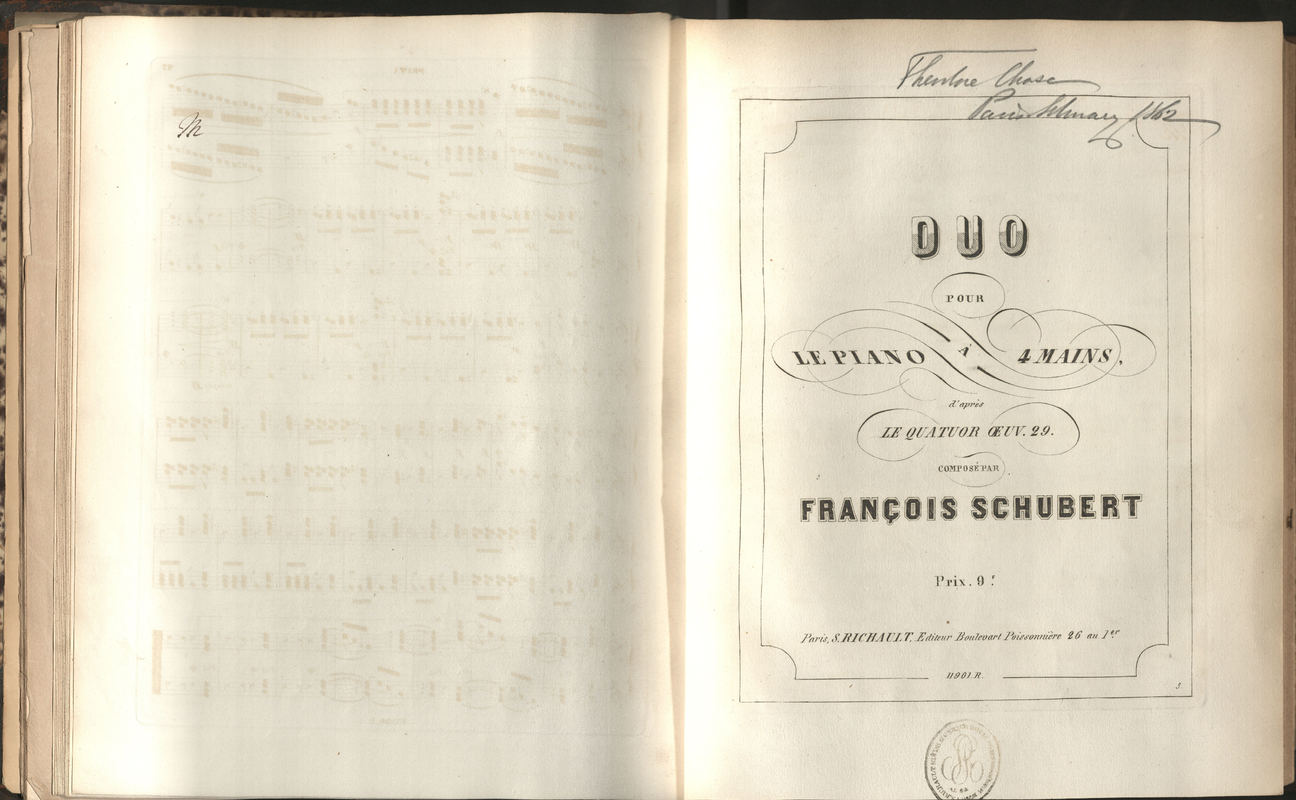 Theodore Chase
Paris February 1862
DUO
POUR
LE PIANO À 4 MAINS,
d'après
LE QUATUOR ŒUV. 29.
COMPOSÉ PAR
FRANÇOIS SCHUBERT
Prix. 9f.
Paris, S. RICHAULT, Editeur Boulevart Poissonnière 26 au 1er
11901.R.